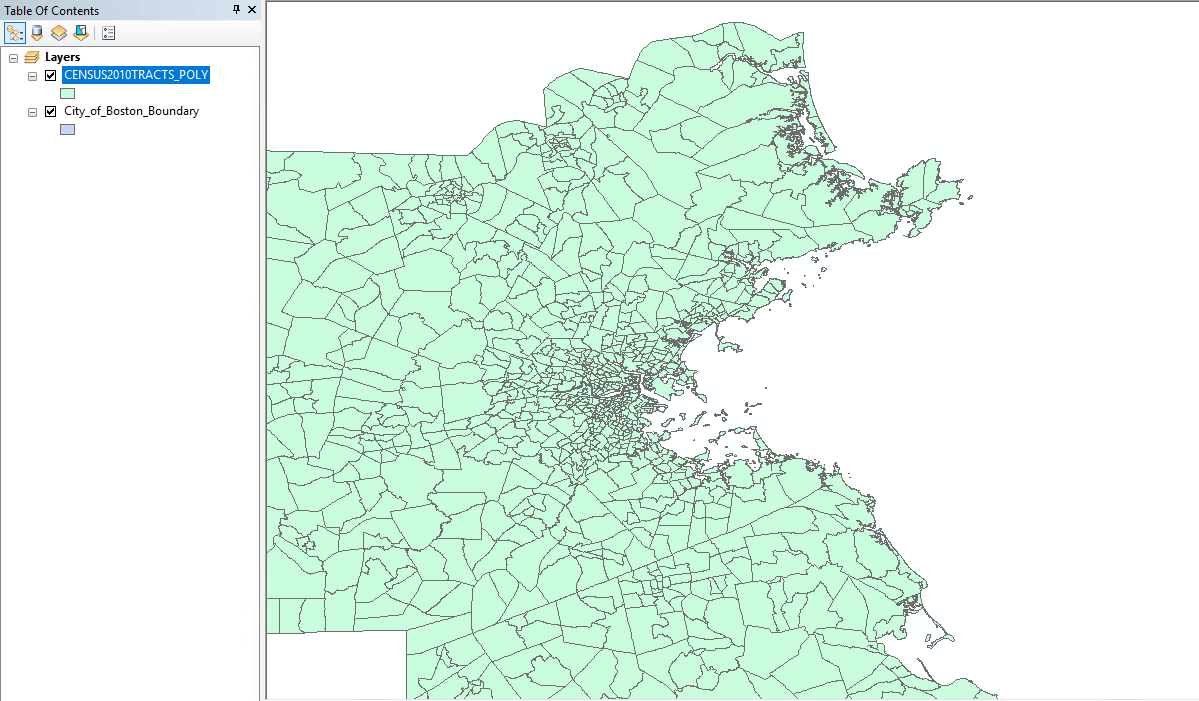 Table Of Contents
Layers
CENSUS2010TRACTS_POLY
City_of_Boston_Boundary